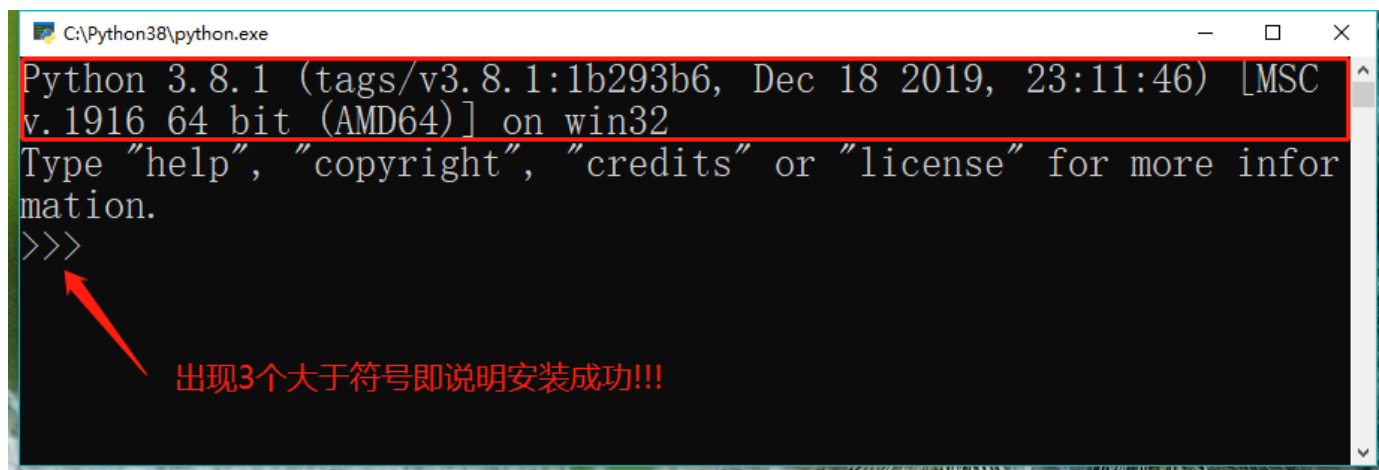 C:\Python38\python.exe
Python 3.8.1 (tags/v3.8.1:1b293b6, Dec 18 2019, 23:11:46) [MSC
v.1916 64 bit (AMD64)] on win32
Type "help", "copyright", "credits" or "license" for more infor
mation.
>>>
出现3个大于符号即说明安装成功!!!